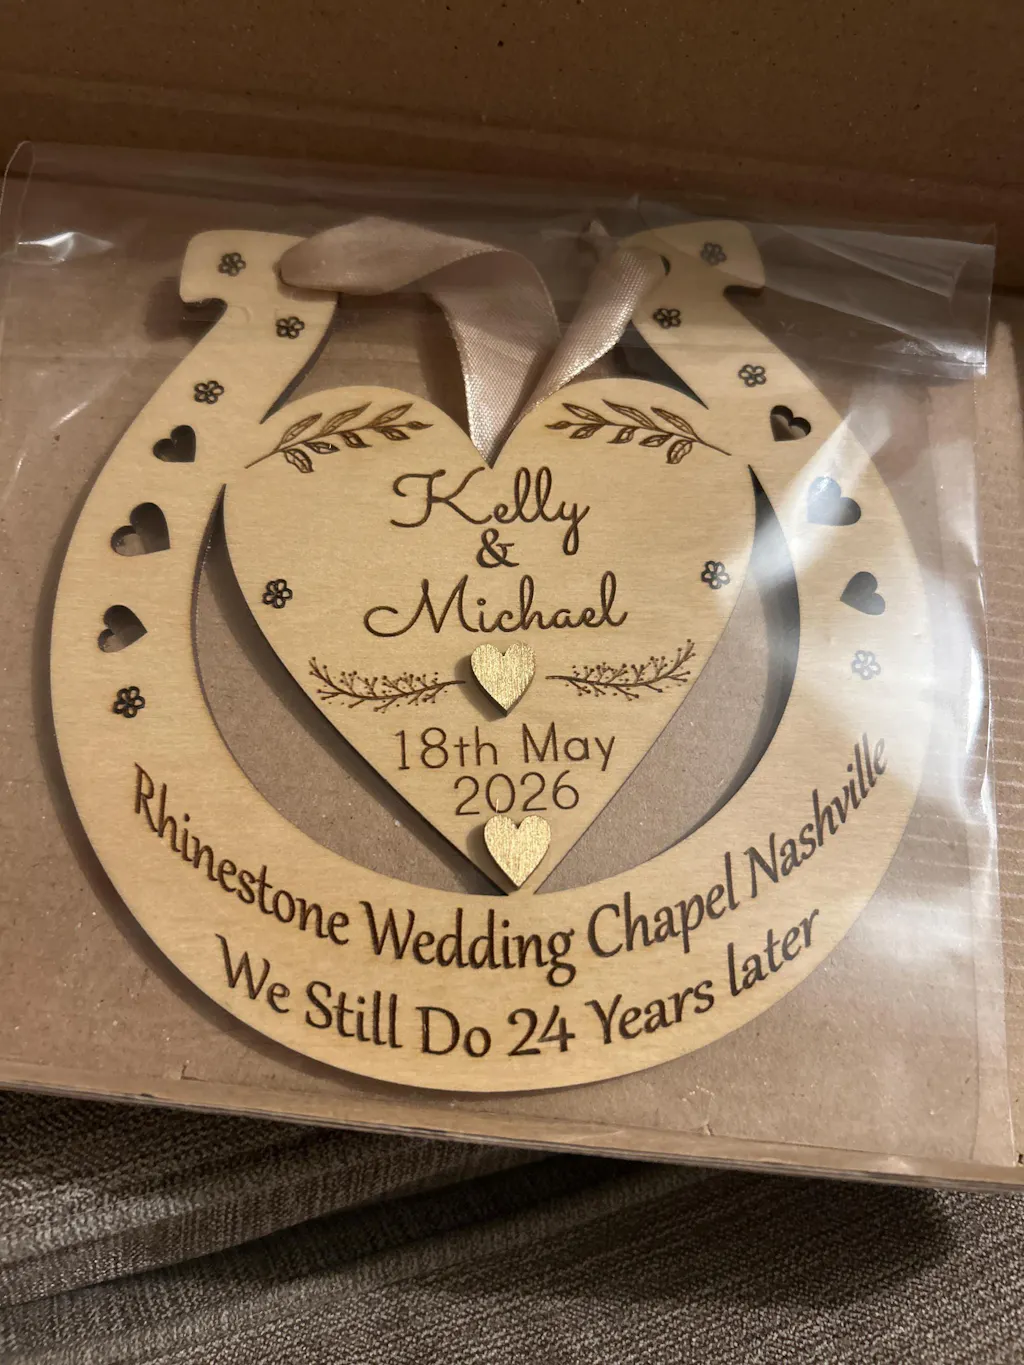 Kelly
&
Michael
18th May
2026
Rhinestone Wedding Chapel Nashville
We Still Do 24 Years later